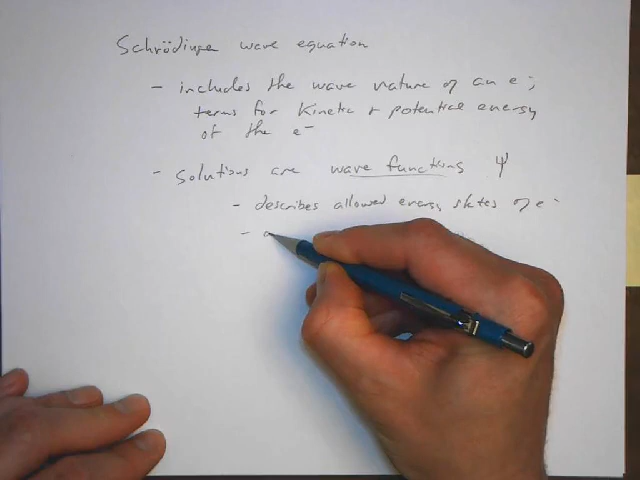 Schrödinger wave equation
- includes the wave nature of an e⁻;
terms for kinetic + potential energy
of the e⁻
- solutions are wave functions Ψ
- describes allowed energy states of e⁻
-